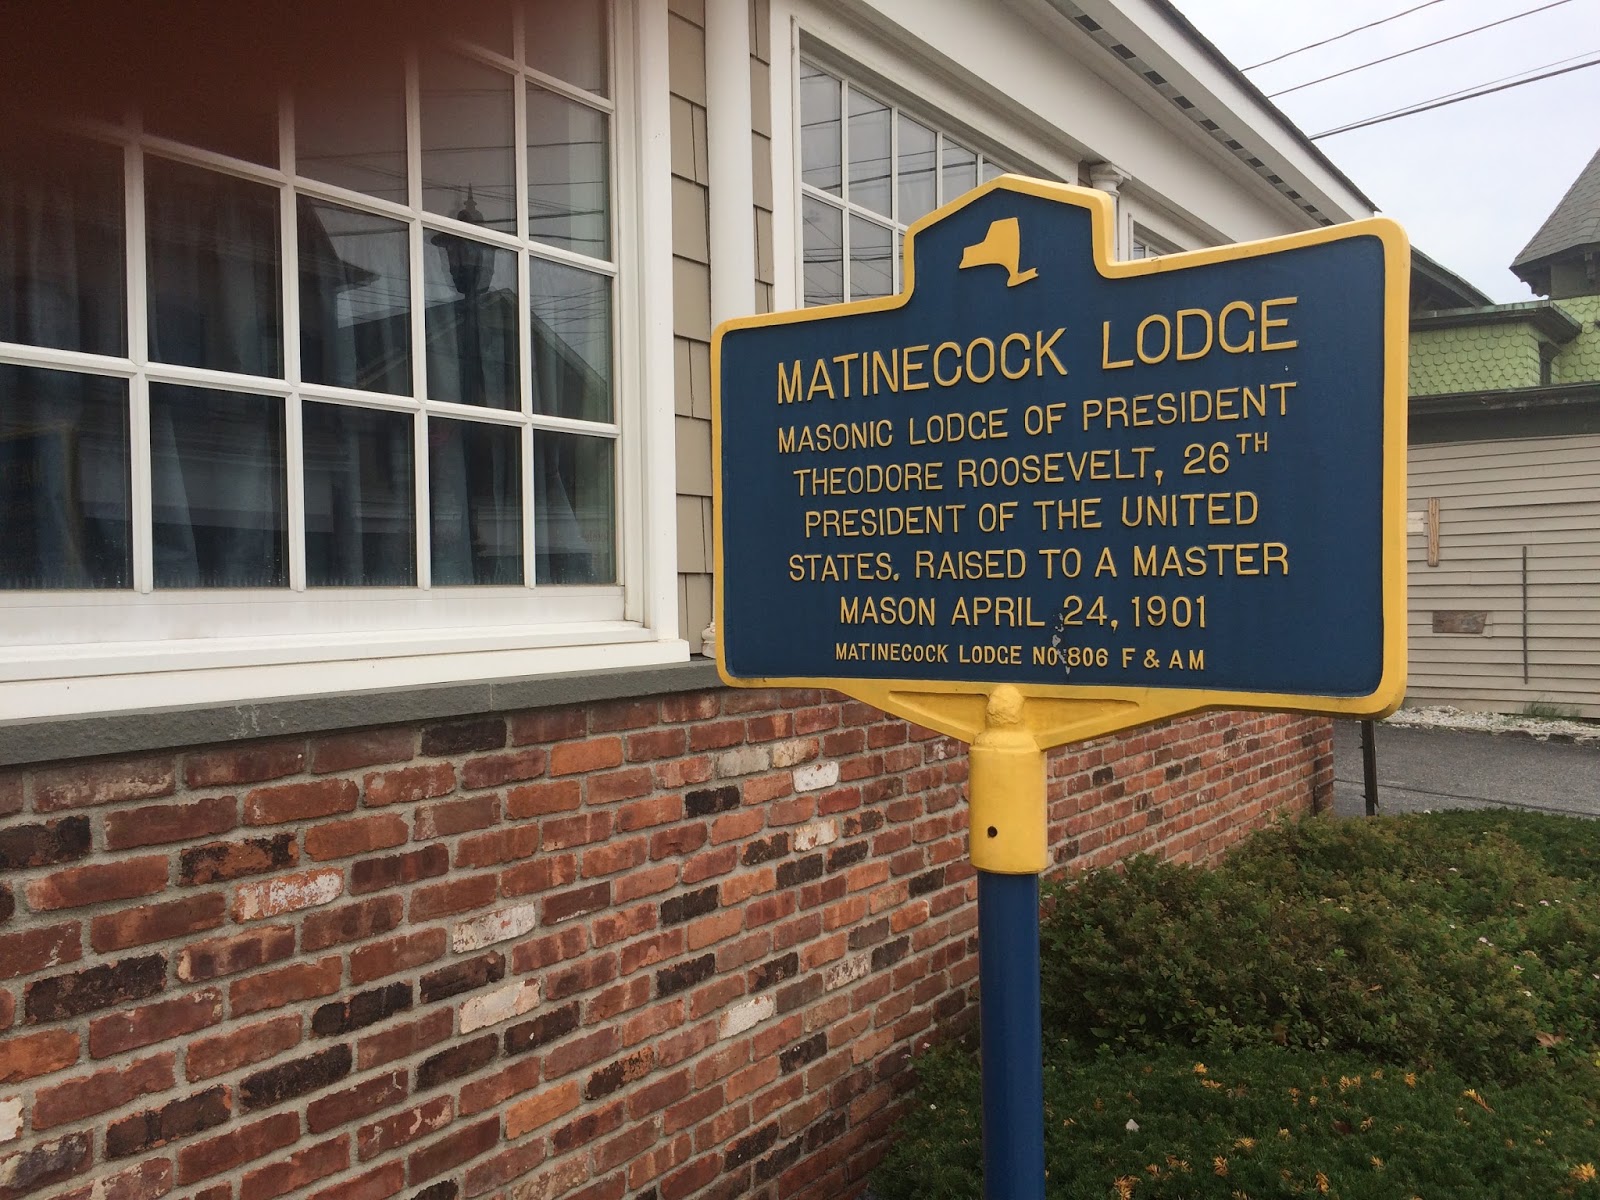 MATINECOCK LODGE
MASONIC LODGE OF PRESIDENT
THEODORE ROOSEVELT, 26TH
PRESIDENT OF THE UNITED
STATES. RAISED TO A MASTER
MASON APRIL 24, 1901
MATINECOCK LODGE NO 806 F & AM